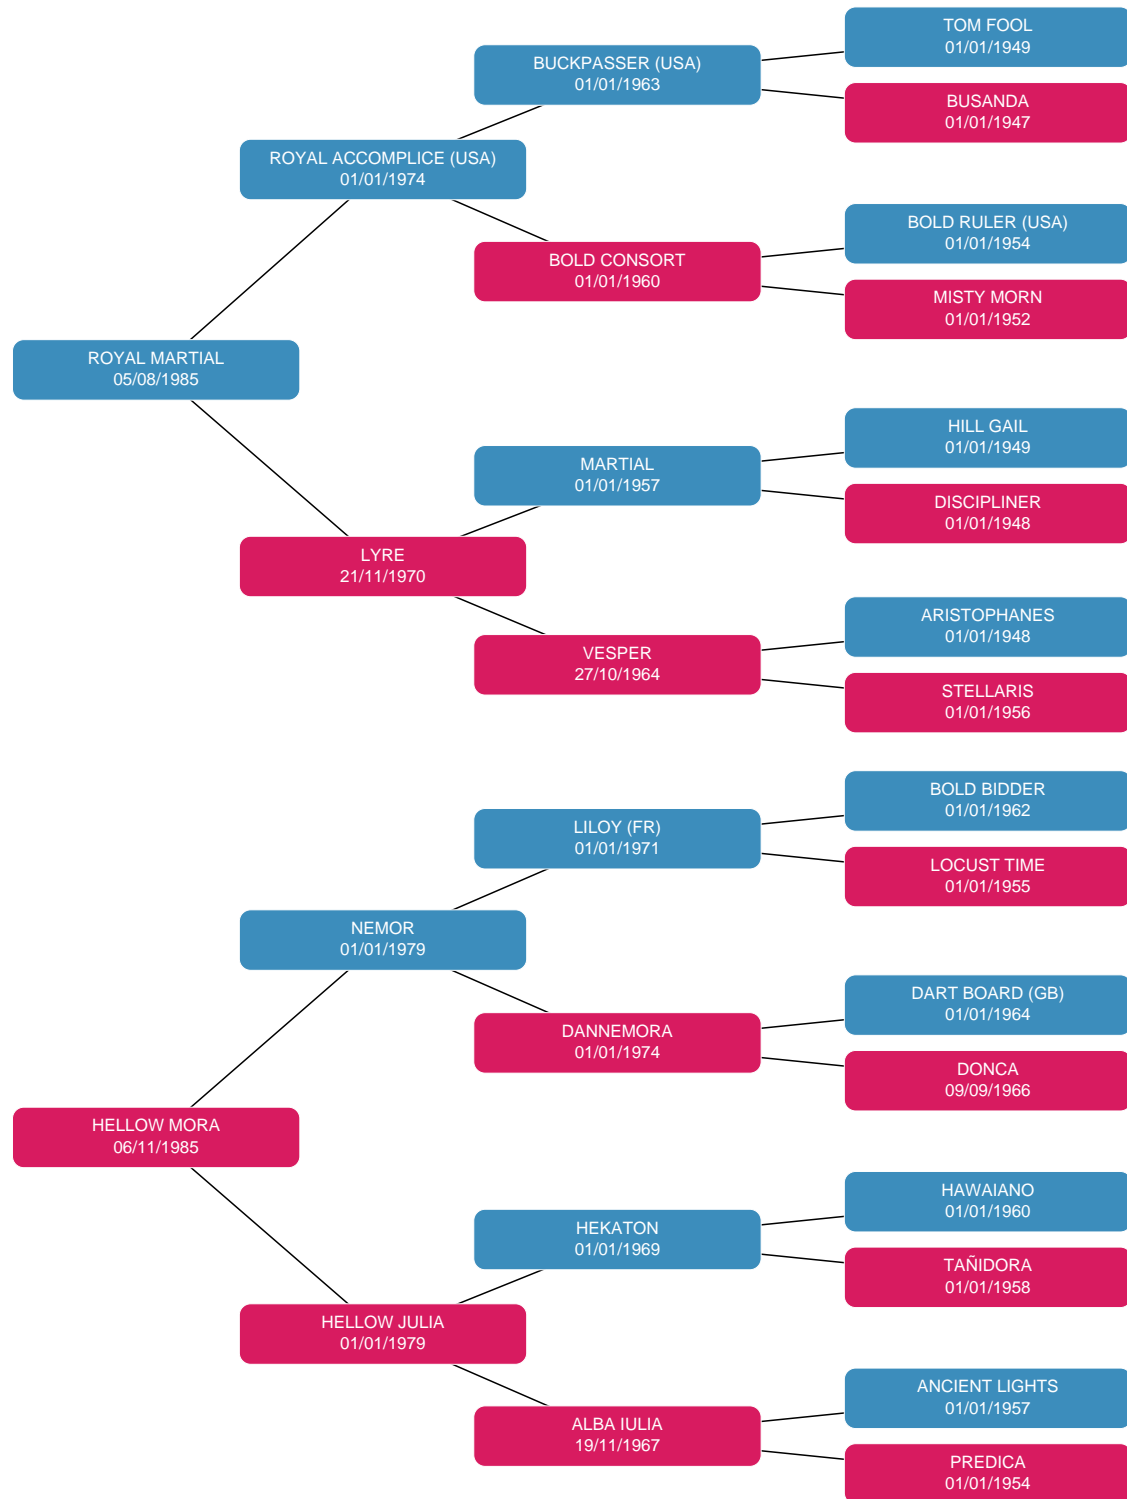 TOM FOOL
01/01/1949
BUCKPASSER (USA)
01/01/1963
BUSANDA
01/01/1947
ROYAL ACCOMPLICE (USA)
01/01/1974
BOLD RULER (USA)
01/01/1954
BOLD CONSORT
01/01/1960
MISTY MORN
01/01/1952
ROYAL MARTIAL
05/08/1985
HILL GAIL
01/01/1949
MARTIAL
01/01/1957
DISCIPLINER
01/01/1948
LYRE
21/11/1970
ARISTOPHANES
01/01/1948
VESPER
27/10/1964
STELLARIS
01/01/1956
BOLD BIDDER
01/01/1962
LILOY (FR)
01/01/1971
LOCUST TIME
01/01/1955
NEMOR
01/01/1979
DART BOARD (GB)
01/01/1964
DANNEMORA
01/01/1974
DONCA
09/09/1966
HELLOW MORA
06/11/1985
HAWAIANO
01/01/1960
HEKATON
01/01/1969
TAÑIDORA
01/01/1958
HELLOW JULIA
01/01/1979
ANCIENT LIGHTS
01/01/1957
ALBA IULIA
19/11/1967
PREDICA
01/01/1954